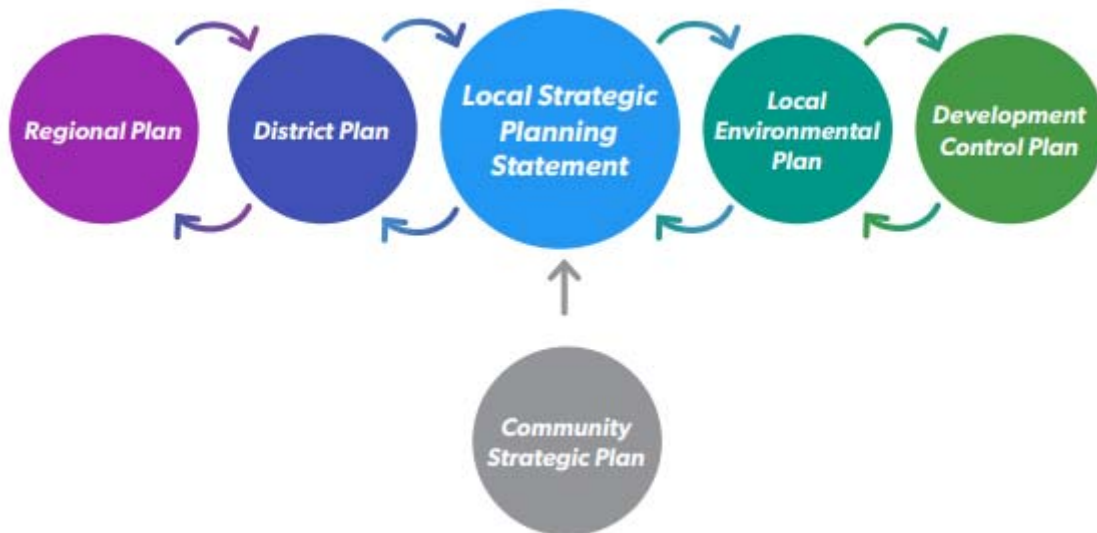 Regional Plan
District Plan
Local Strategic
Planning
Statement
Local
Environmental
Plan
Development
Control Plan
Community
Strategic Plan